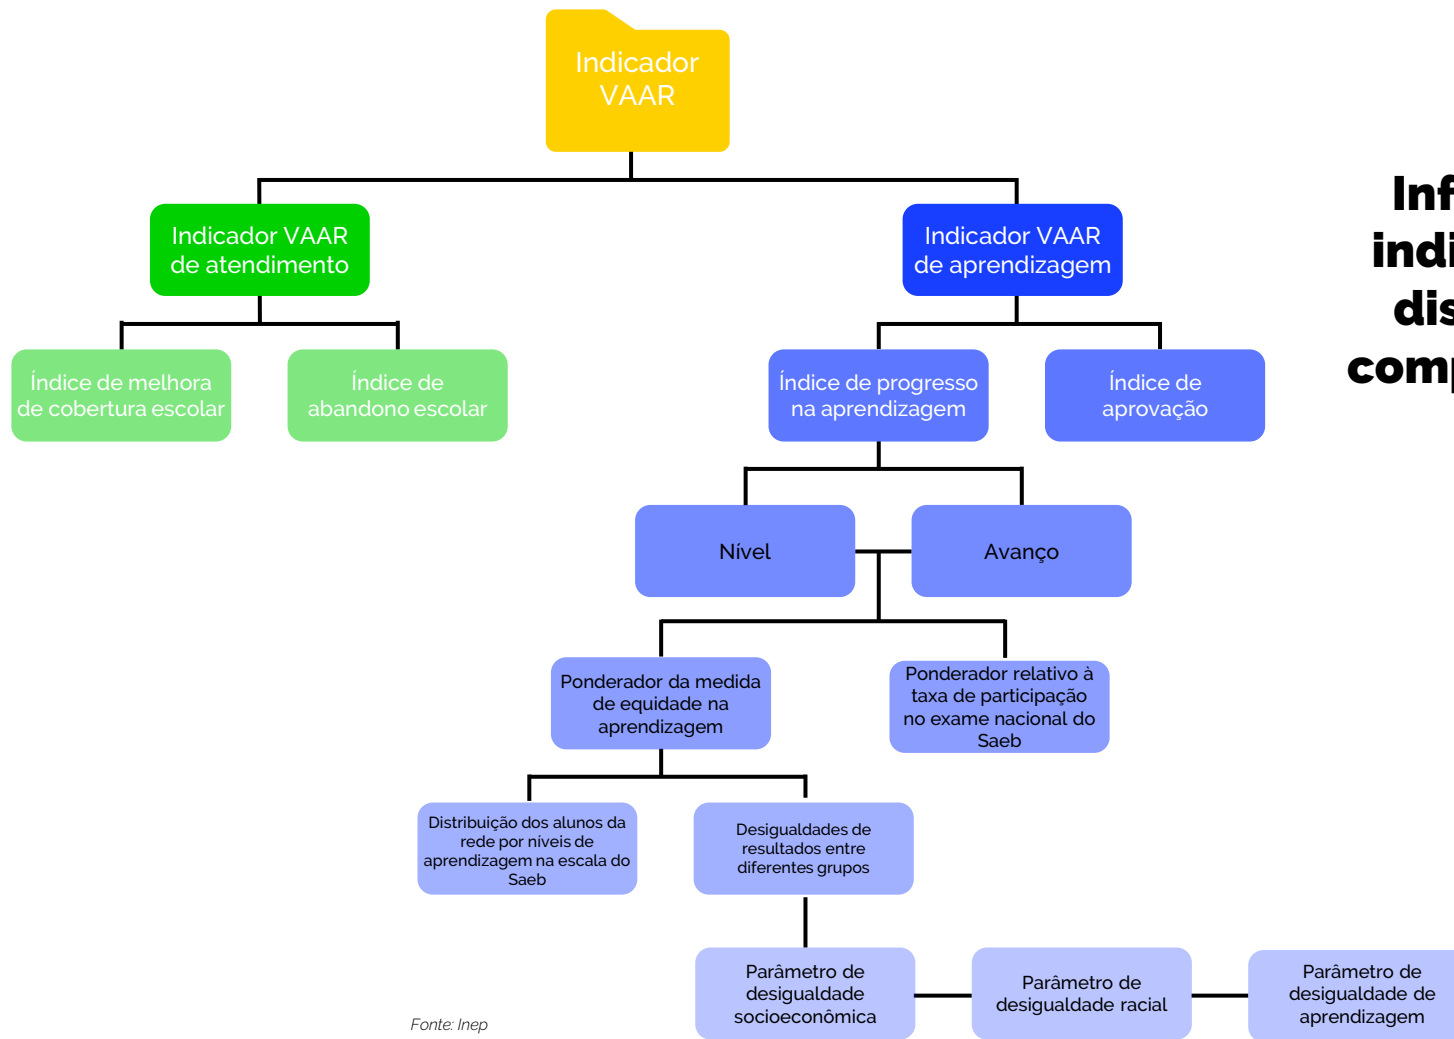 Indicador
VAAR
Indicador VAAR
de atendimento
Indicador VAAR
de aprendizagem
Índice de melhora
de cobertura escolar
Índice de
abandono escolar
Índice de progresso
na aprendizagem
Índice de
aprovação
Nível
Avanço
Ponderador da medida
de equidade na
aprendizagem
Ponderador relativo à
taxa de participação
no exame nacional do
Saeb
Distribuição dos alunos da
rede por níveis de
aprendizagem na escala do
Saeb
Desigualdades de
resultados entre
diferentes grupos
Parâmetro de
desigualdade
socioeconômica
Parâmetro de
desigualdade racial
Parâmetro de
desigualdade de
aprendizagem
Fonte: Inep